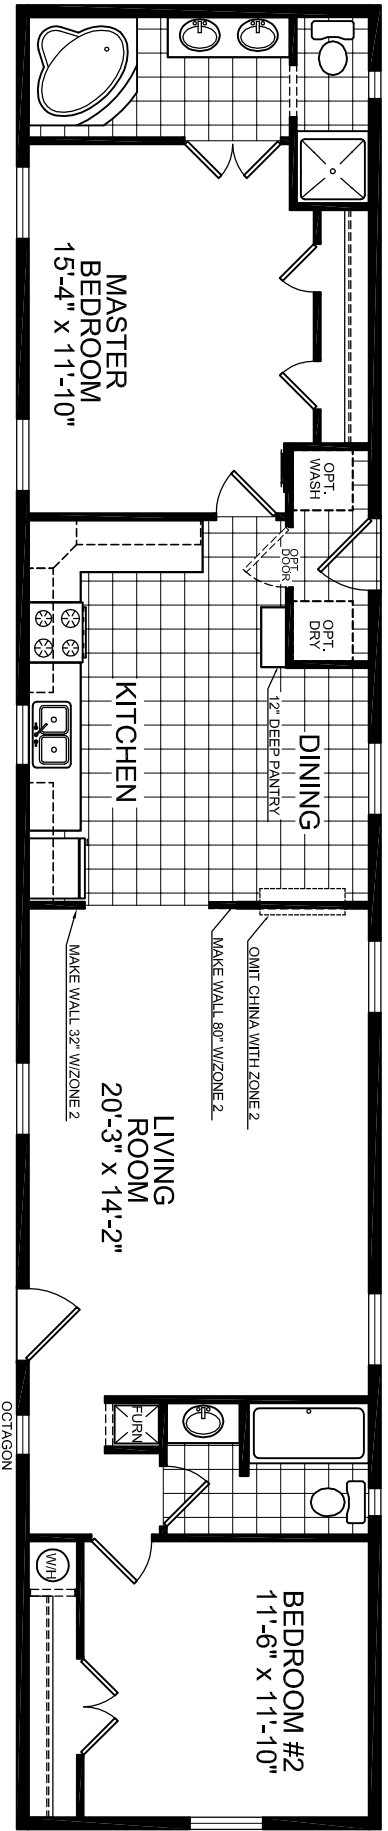 MASTER
BEDROOM
15'-4" x 11'-10"
OPT.
WASH
OPT.
DOOR
OPT.
DRY
12" DEEP PANTRY
DINING
KITCHEN
OMIT CHINA WITH ZONE 2
MAKE WALL 80" W/ZONE 2
MAKE WALL 32" W/ZONE 2
LIVING
ROOM
20'-3" x 14'-2"
OCTAGON
FURN
W/H
BEDROOM #2
11'-6" x 11'-10"